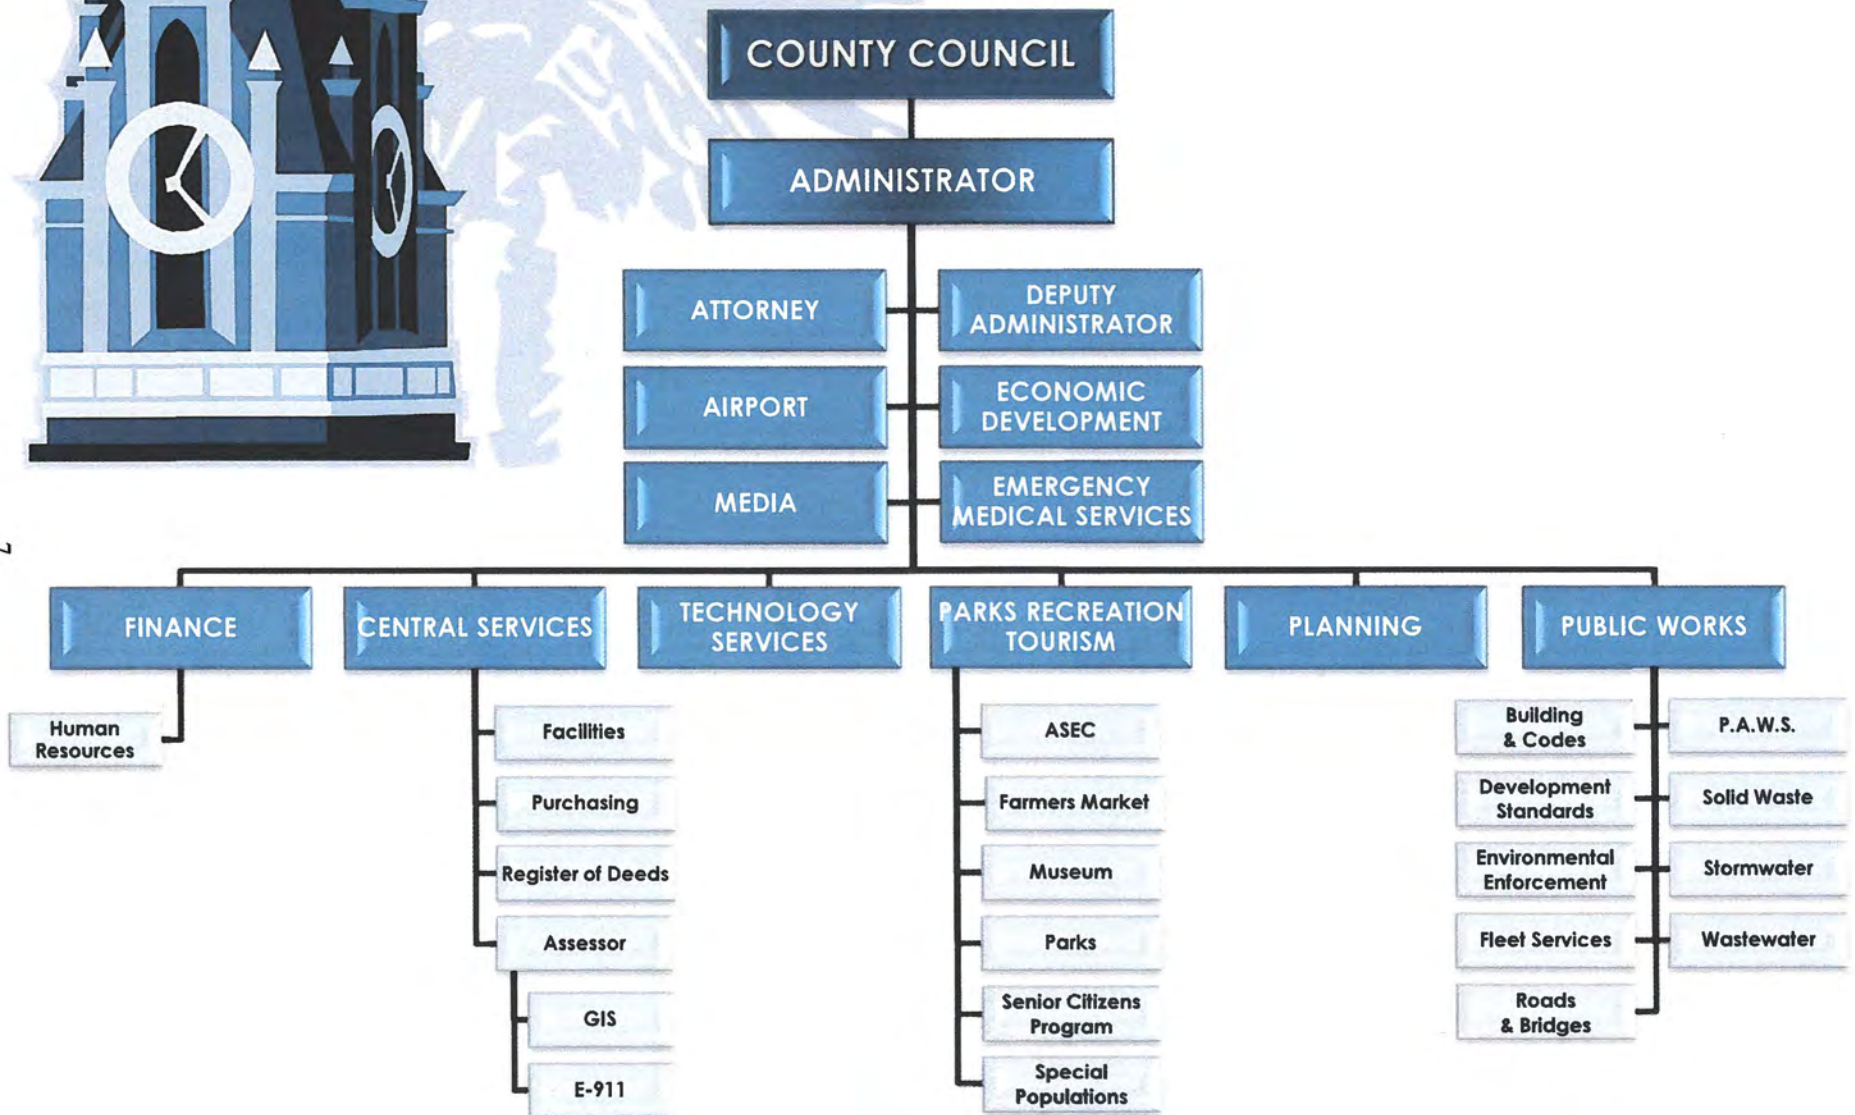 COUNTY COUNCIL
ADMINISTRATOR
ATTORNEY
DEPUTY
ADMINISTRATOR
AIRPORT
ECONOMIC
DEVELOPMENT
MEDIA
EMERGENCY
MEDICAL SERVICES
7
FINANCE
CENTRAL SERVICES
TECHNOLOGY
SERVICES
PARKS RECREATION
TOURISM
PLANNING
PUBLIC WORKS
Human
Resources
Facilities
Purchasing
Register of Deeds
Assessor
GIS
E-911
ASEC
Farmers Market
Museum
Parks
Senior Citizens
Program
Special
Populations
Building
& Codes
P.A.W.S.
Development
Standards
Solid Waste
Environmental
Enforcement
Stormwater
Fleet Services
Wastewater
Roads
& Bridges